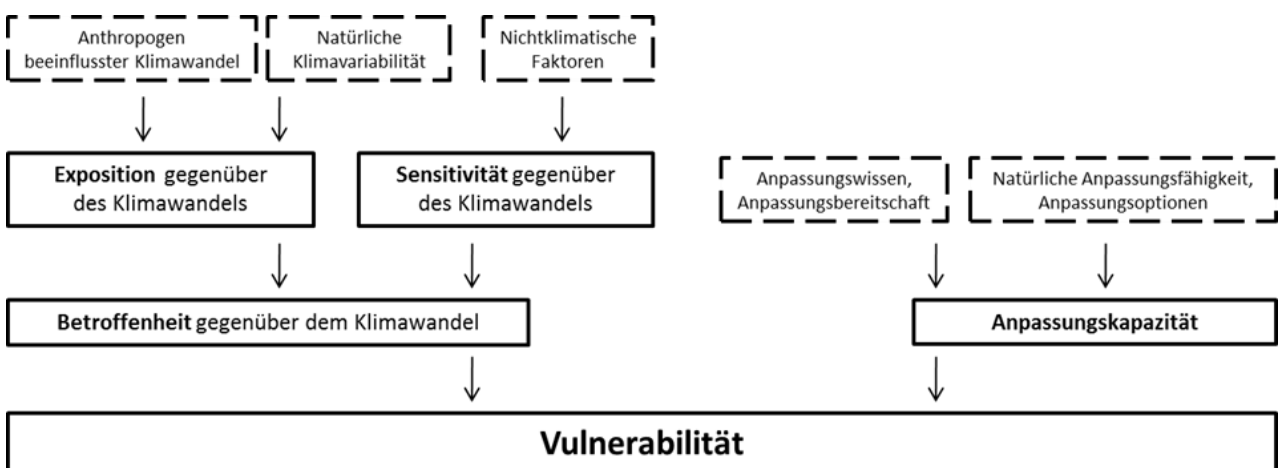 Anthropogen
beeinflusster Klimawandel
Natürliche
Klimavariabilität
Nichtklimatische
Faktoren
Exposition gegenüber
des Klimawandels
Sensitivität gegenüber
des Klimawandels
Anpassungswissen,
Anpassungsbereitschaft
Natürliche Anpassungsfähigkeit,
Anpassungsoptionen
Betroffenheit gegenüber dem Klimawandel
Anpassungskapazität
Vulnerabilität